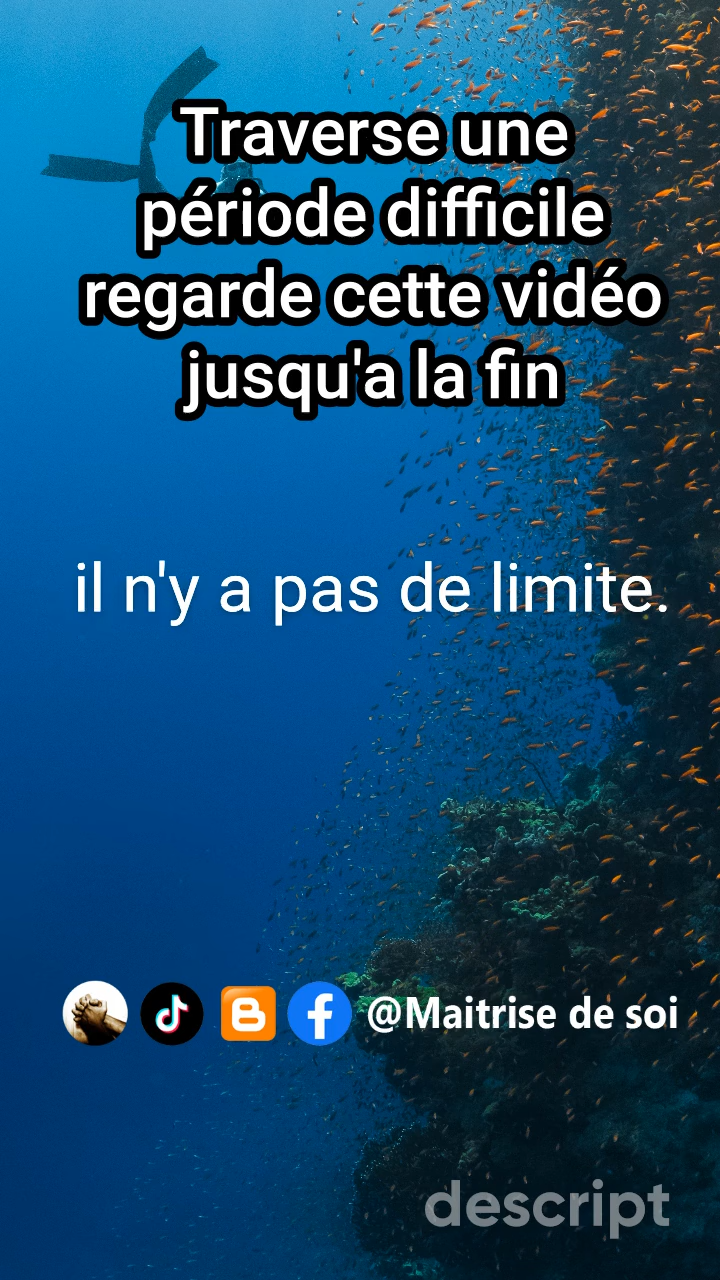 Traverse une
période difficile
regarde cette vidéo
jusqu'a la fin
il n'y a pas de limite.
@Maitrise de soi
descript